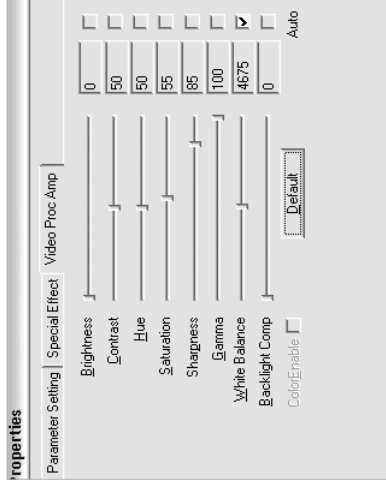 Properties
Parameter Setting Special Effect Video Proc Amp
Brightness 0
Contrast 50
Hue 50
Saturation 55
Sharpness 85
Gamma 100
White Balance 4675
Backlight Comp 0
ColorEnable Default Auto